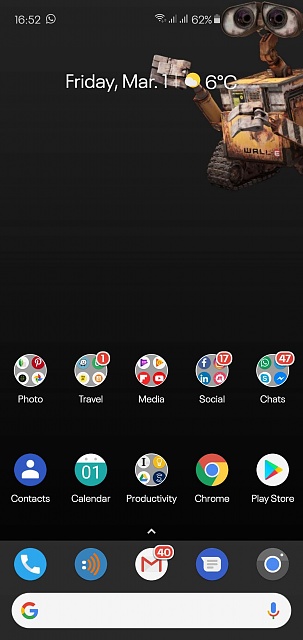 16:52 62%
Friday, Mar. 1 6°C
WALL·E
1 17 47
Photo Travel Media Social Chats
01
Contacts Calendar Productivity Chrome Play Store
40